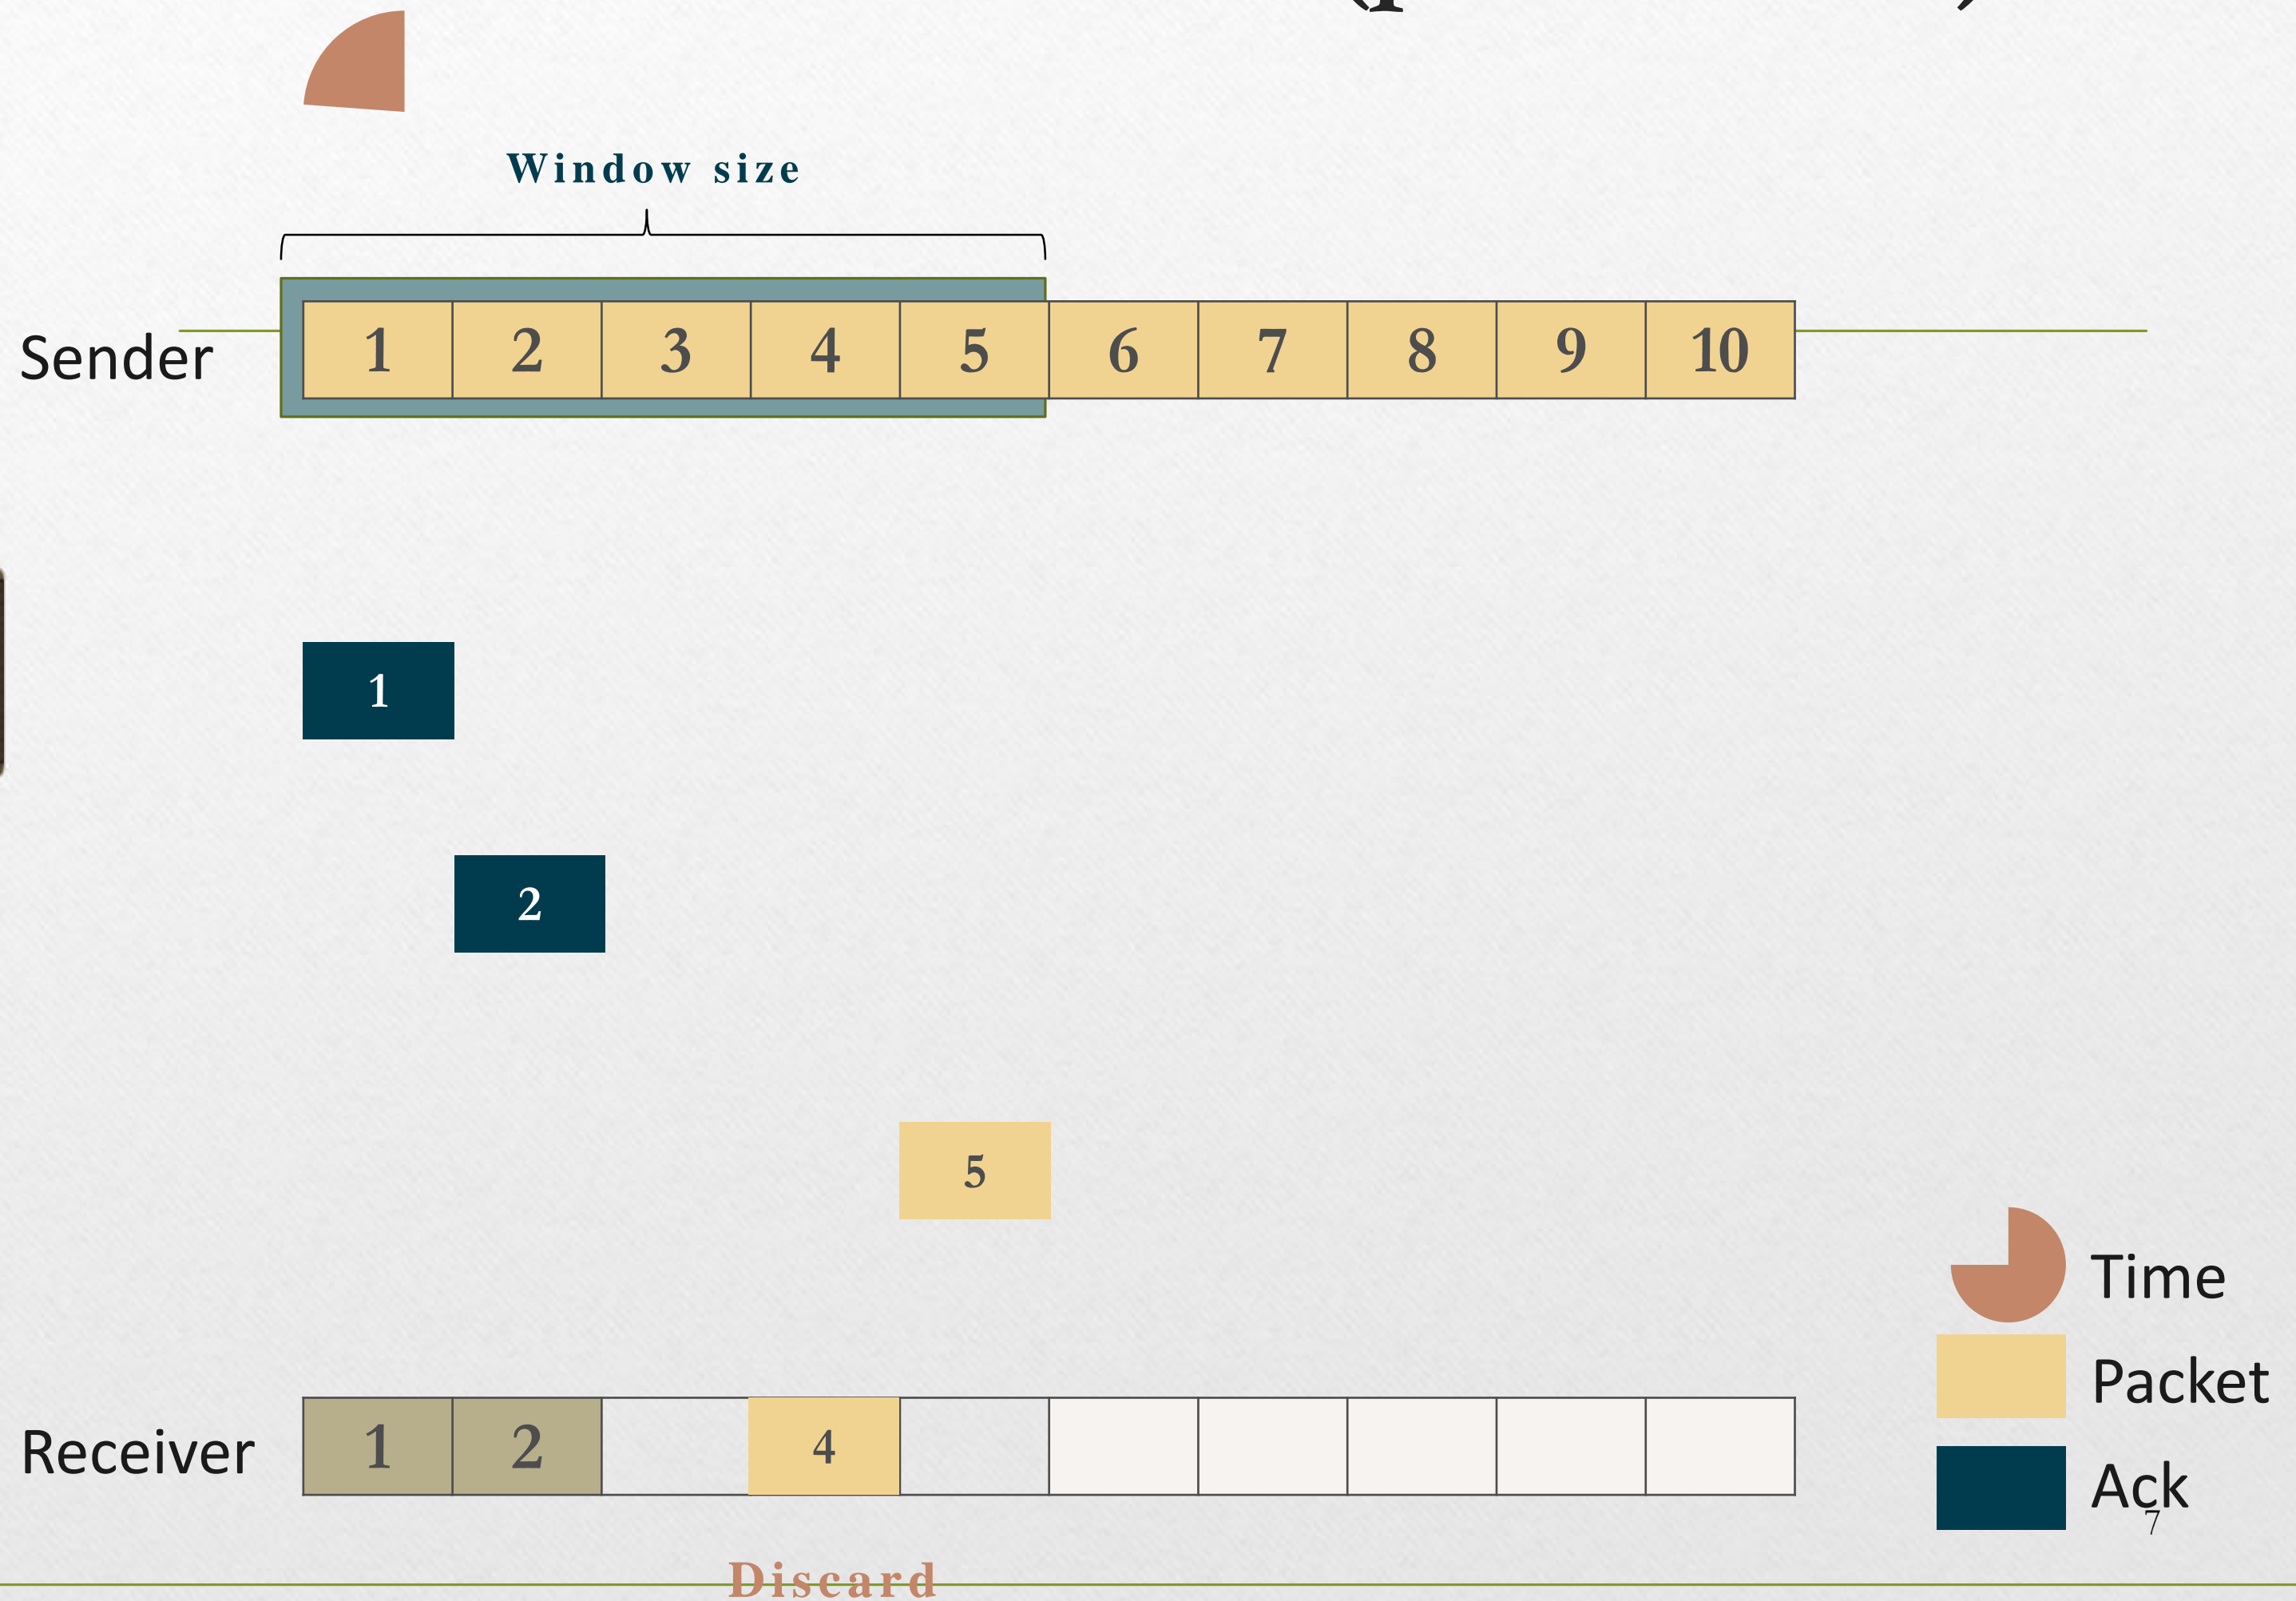 Window size
Sender 1 2 3 4 5 6 7 8 9 10
1
2
5
Time
Packet
Receiver 1 2 4
Ack
7
Discard